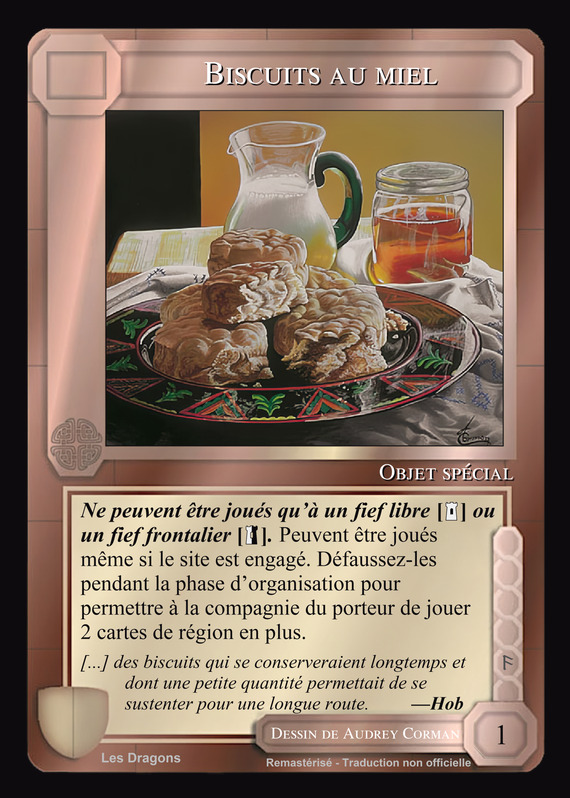 Biscuits au miel
Corman
Objet spécial
Ne peuvent être joués qu'à un fief libre [ ] ou
un fief frontalier [ ]. Peuvent être joués
même si le site est engagé. Défaussez-les
pendant la phase d'organisation pour
permettre à la compagnie du porteur de jouer
2 cartes de région en plus.
[...] des biscuits qui se conserveraient longtemps et
dont une petite quantité permettait de se
sustenter pour une longue route. —Hob
Dessin de Audrey Corman
1
Les Dragons
Remastérisé - Traduction non officielle